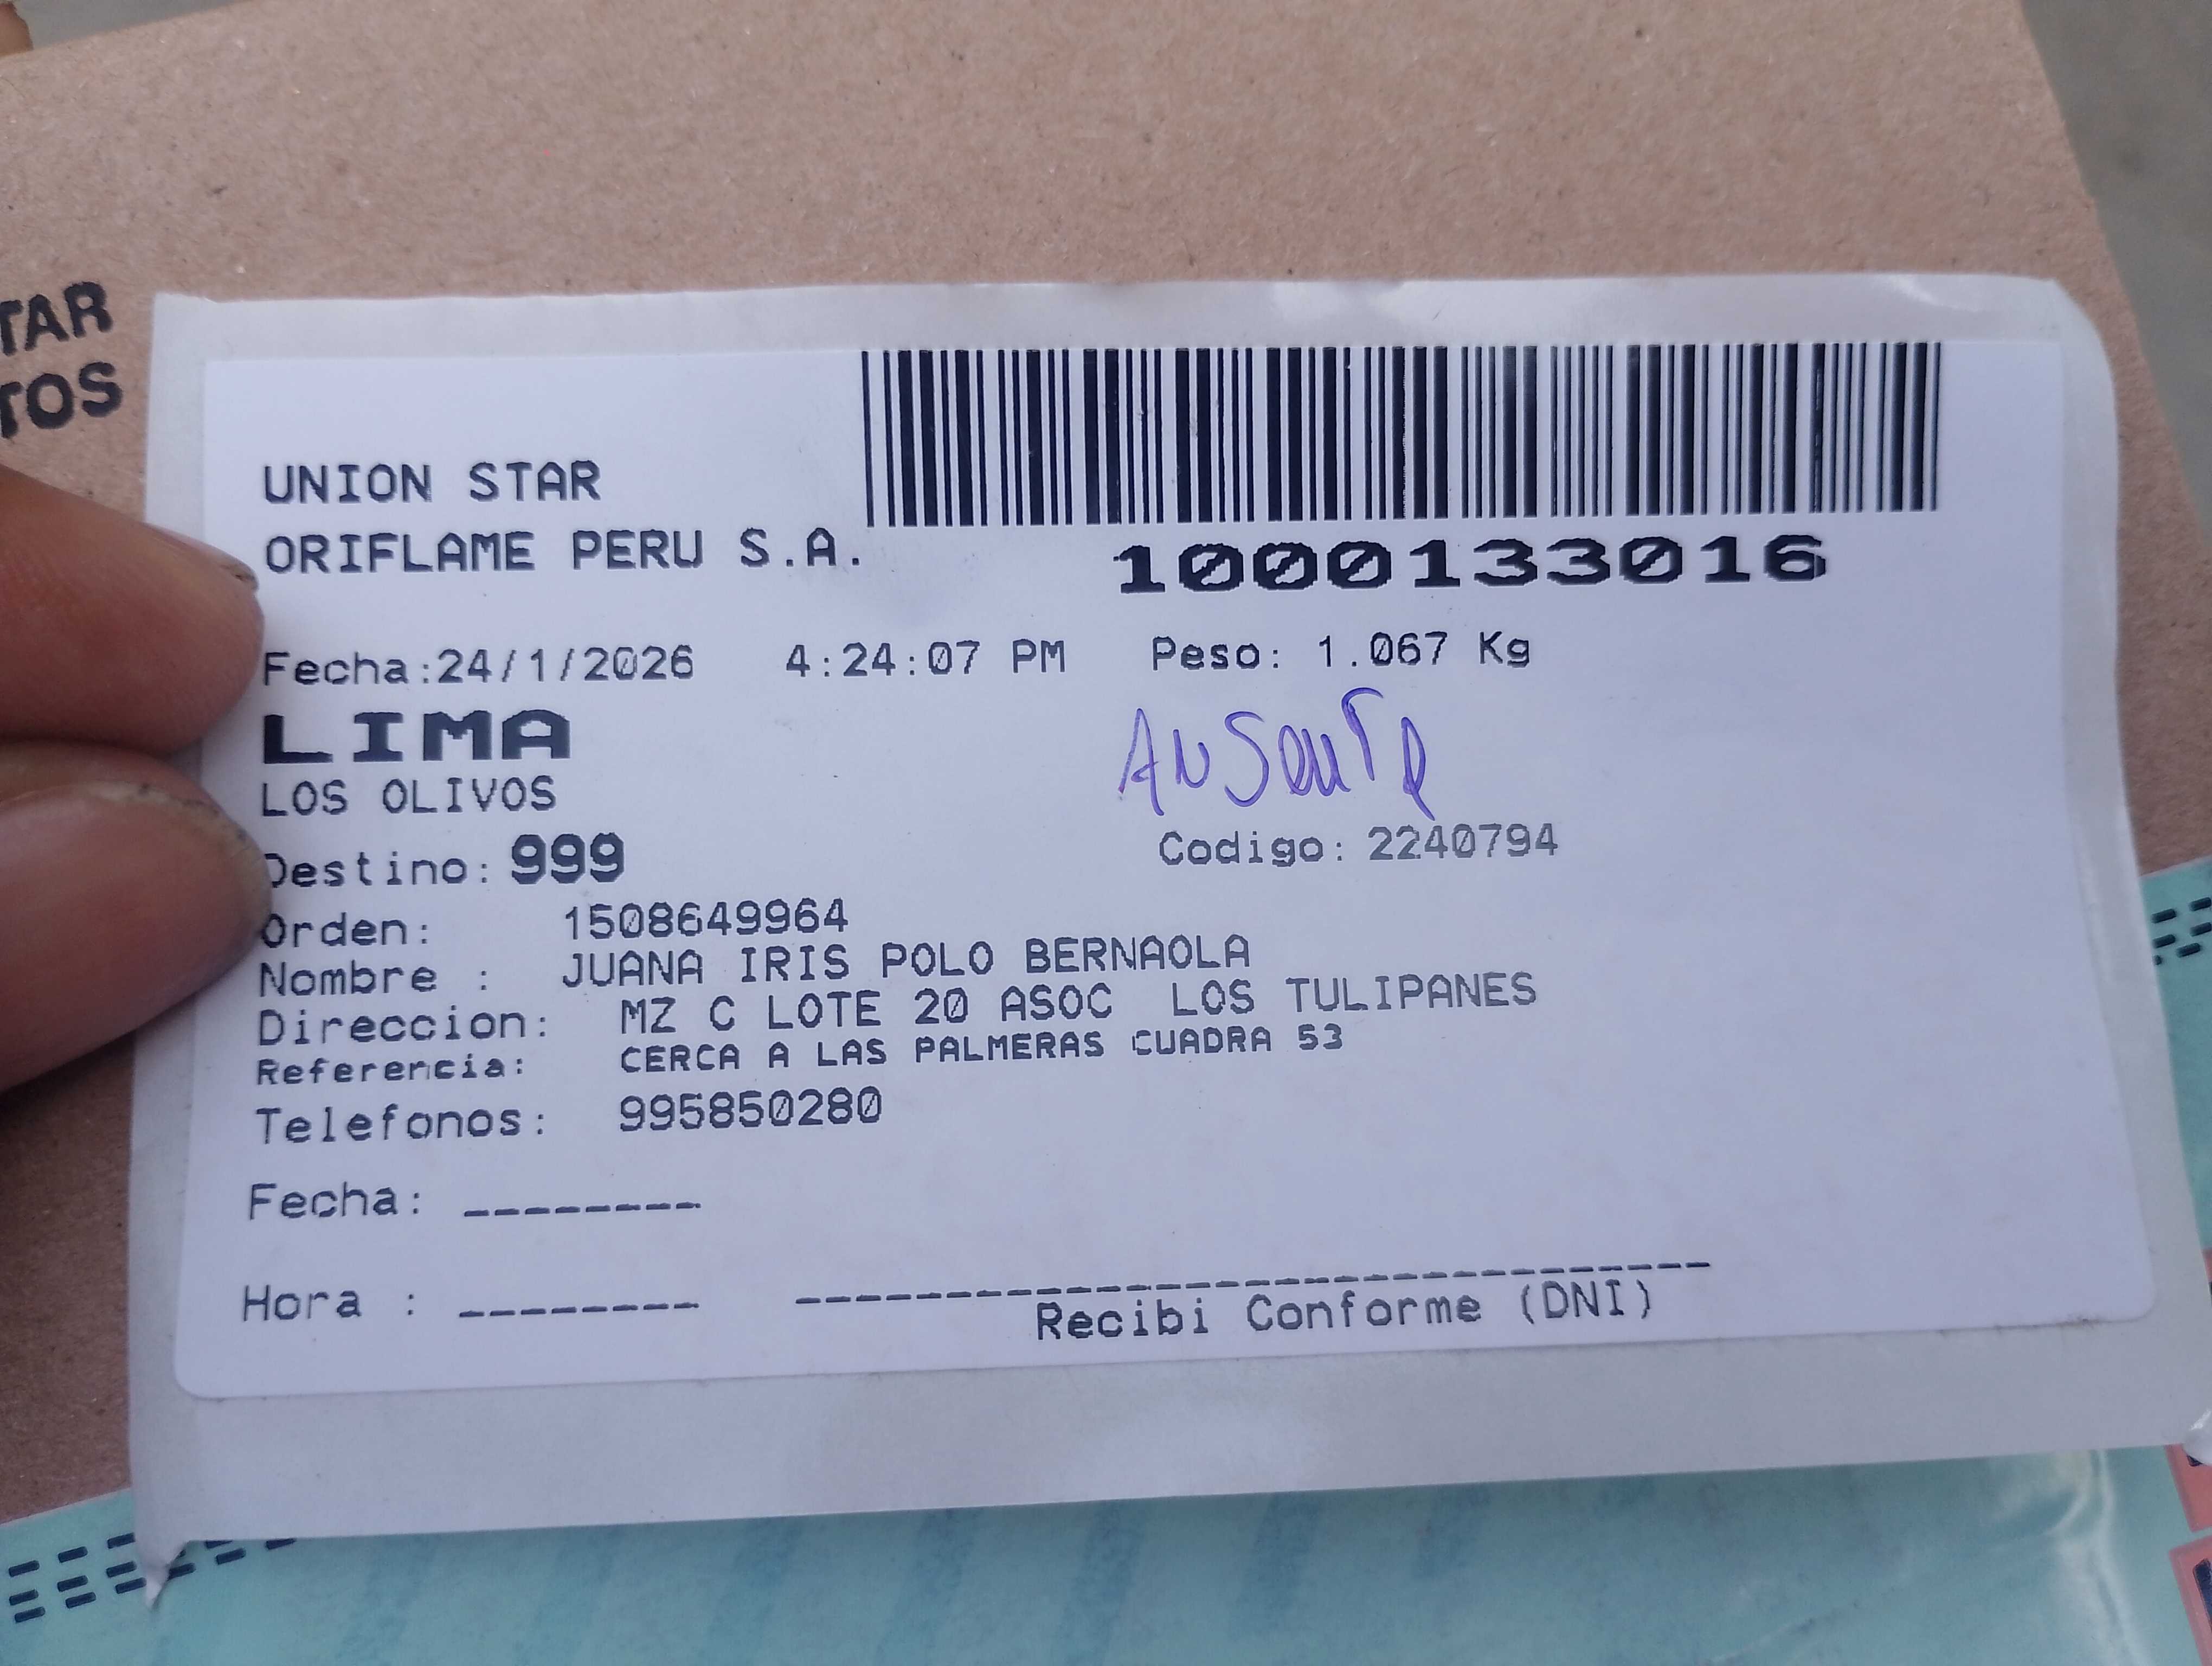 TAR
TOS
UNION STAR
ORIFLAME PERU S.A.
1000133016
Fecha:24/1/2026 4:24:07 PM Peso: 1.067 Kg
LIMA
Ausente
LOS OLIVOS
Destino: 999 Codigo: 2240794
Orden: 1508649964
Nombre : JUANA IRIS POLO BERNAOLA
Direccion: MZ C LOTE 20 ASOC LOS TULIPANES
Referencia: CERCA A LAS PALMERAS CUADRA 53
Telefonos: 995850280
Fecha: ________
Hora : ________
Recibi Conforme (DNI)